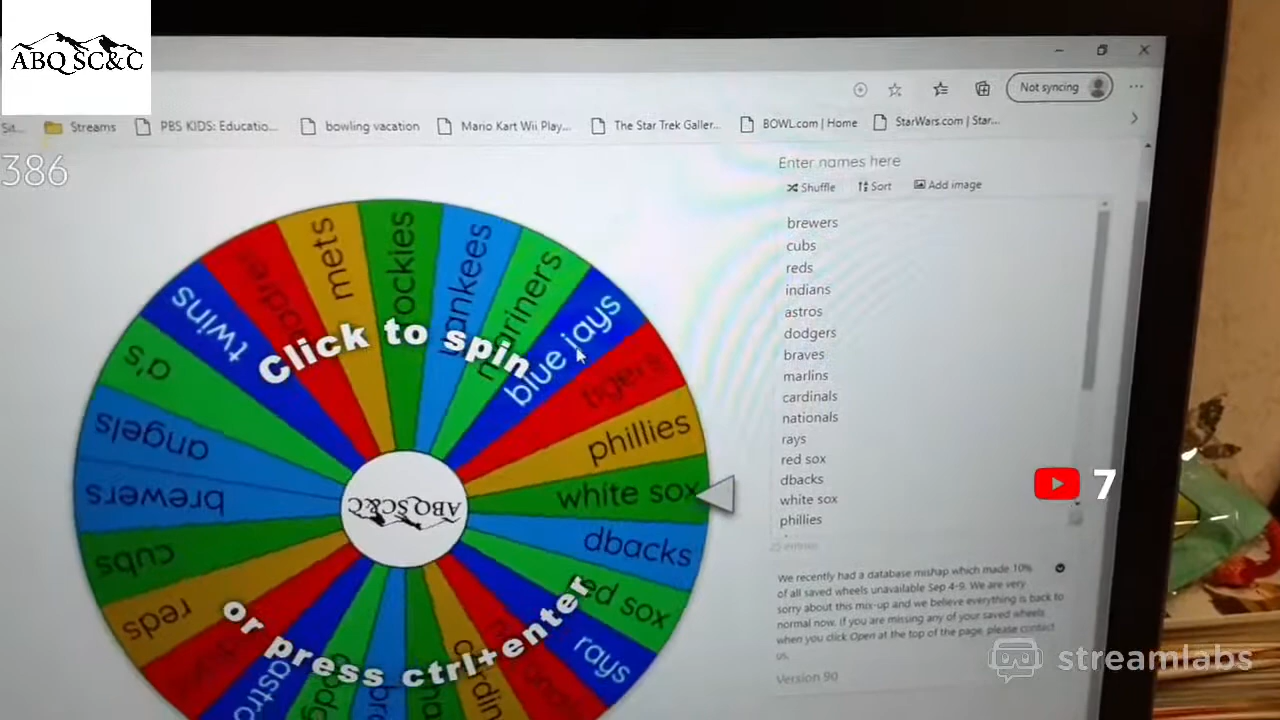 ABQ SC&C
Not syncing
Sit...
Streams
PBS KIDS: Educatio...
bowling vacation
Mario Kart Wii Play...
The Star Trek Galler...
BOWL.com | Home
StarWars.com | Star...
386
Enter names here
Shuffle
Sort
Add image
brewers
cubs
reds
indians
astros
dodgers
braves
marlins
cardinals
nationals
rays
red sox
dbacks
white sox
phillies
25 entries
We recently had a database mishap which made 10%
of all saved wheels unavailable Sep 4-9. We are very
sorry about this mix-up and we believe everything is back to
normal now. If you are missing any of your saved wheels
when you click Open at the top of the page, please contact
us.
Version 90
Click to spin
or press ctrl+enter
mets
yankees
mariners
blue jays
tigers
phillies
white sox
dbacks
red sox
rays
reds
cubs
brewers
angels
a's
twins
ABQ SC&C
7
streamlabs